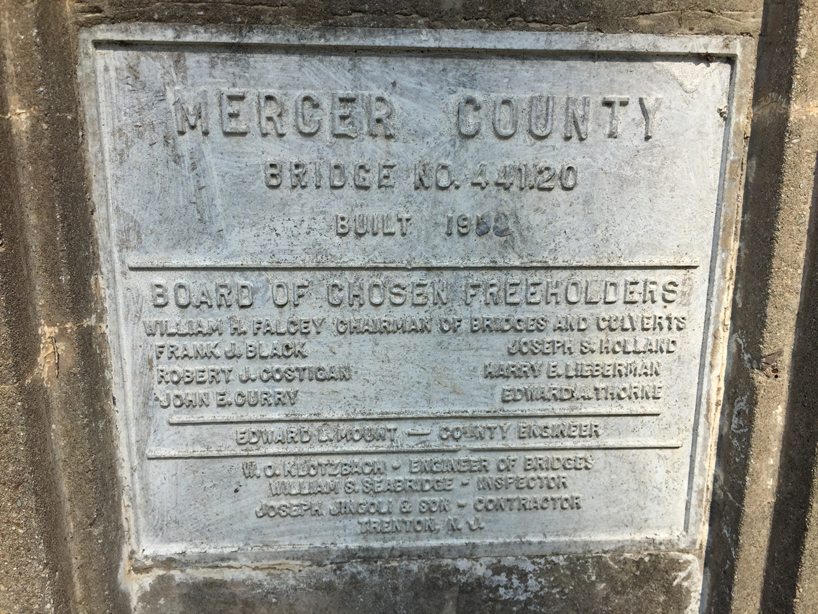 MERCER COUNTY
BRIDGE NO. 441.20
BUILT
BOARD OF CHOSEN FREEHOLDERS
WILLIAM H. FALCEY CHAIRMAN OF BRIDGES AND CULVERTS
FRANK J. BLACK JOSEPH S. HOLLAND
ROBERT J. COSTIGAN HARRY E. LIEBERMAN
JOHN E. CURRY EDWARD A. THORNE
EDWARD L. MOUNT — COUNTY ENGINEER
W. O. KLOTZBACH - ENGINEER OF BRIDGES
WILLIAM S. SEABRIDGE - INSPECTOR
JOSEPH JINGOLI & SON - CONTRACTOR
TRENTON, N. J.